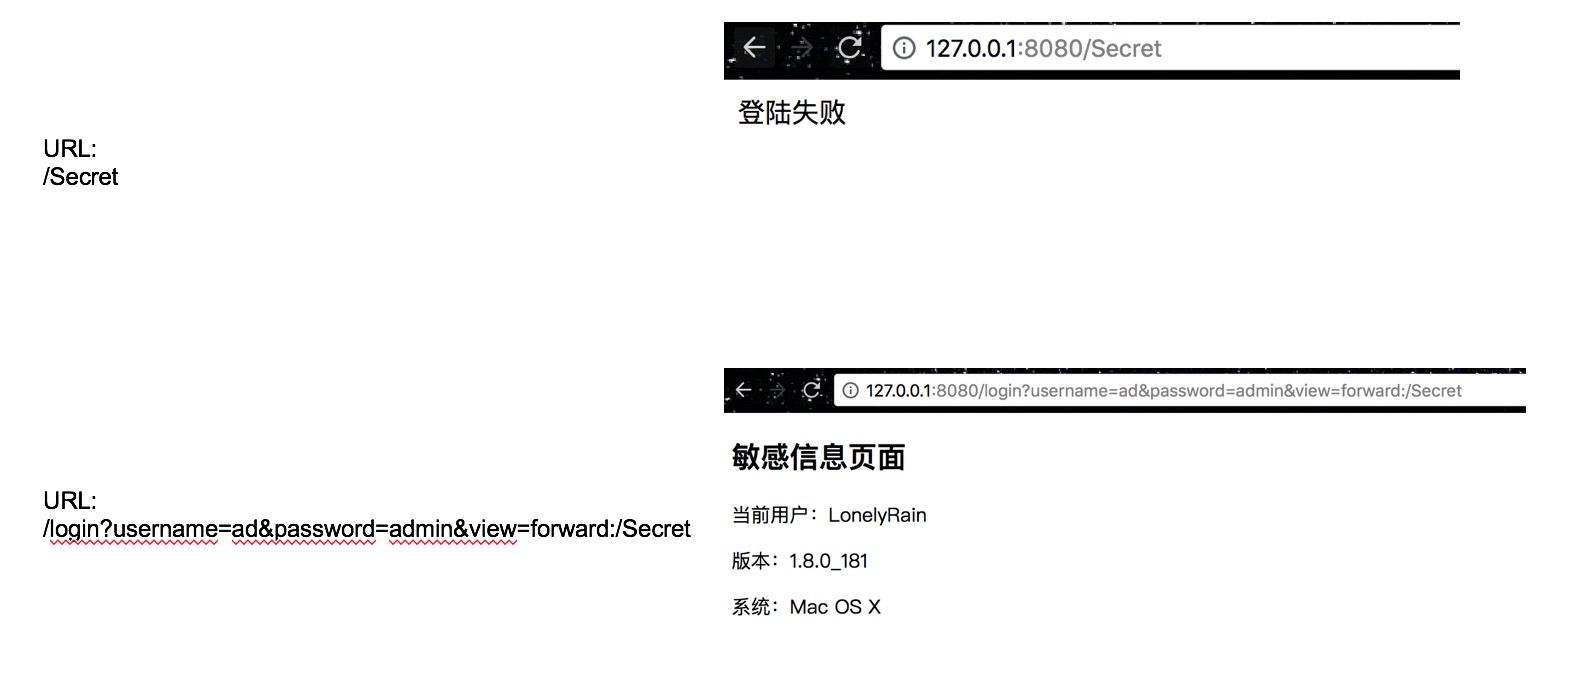 127.0.0.1:8080/Secret
登陆失败
URL:
/Secret
127.0.0.1:8080/login?username=ad&password=admin&view=forward:/Secret
敏感信息页面
URL:
/login?username=ad&password=admin&view=forward:/Secret
当前用户：LonelyRain
版本：1.8.0_181
系统：Mac OS X